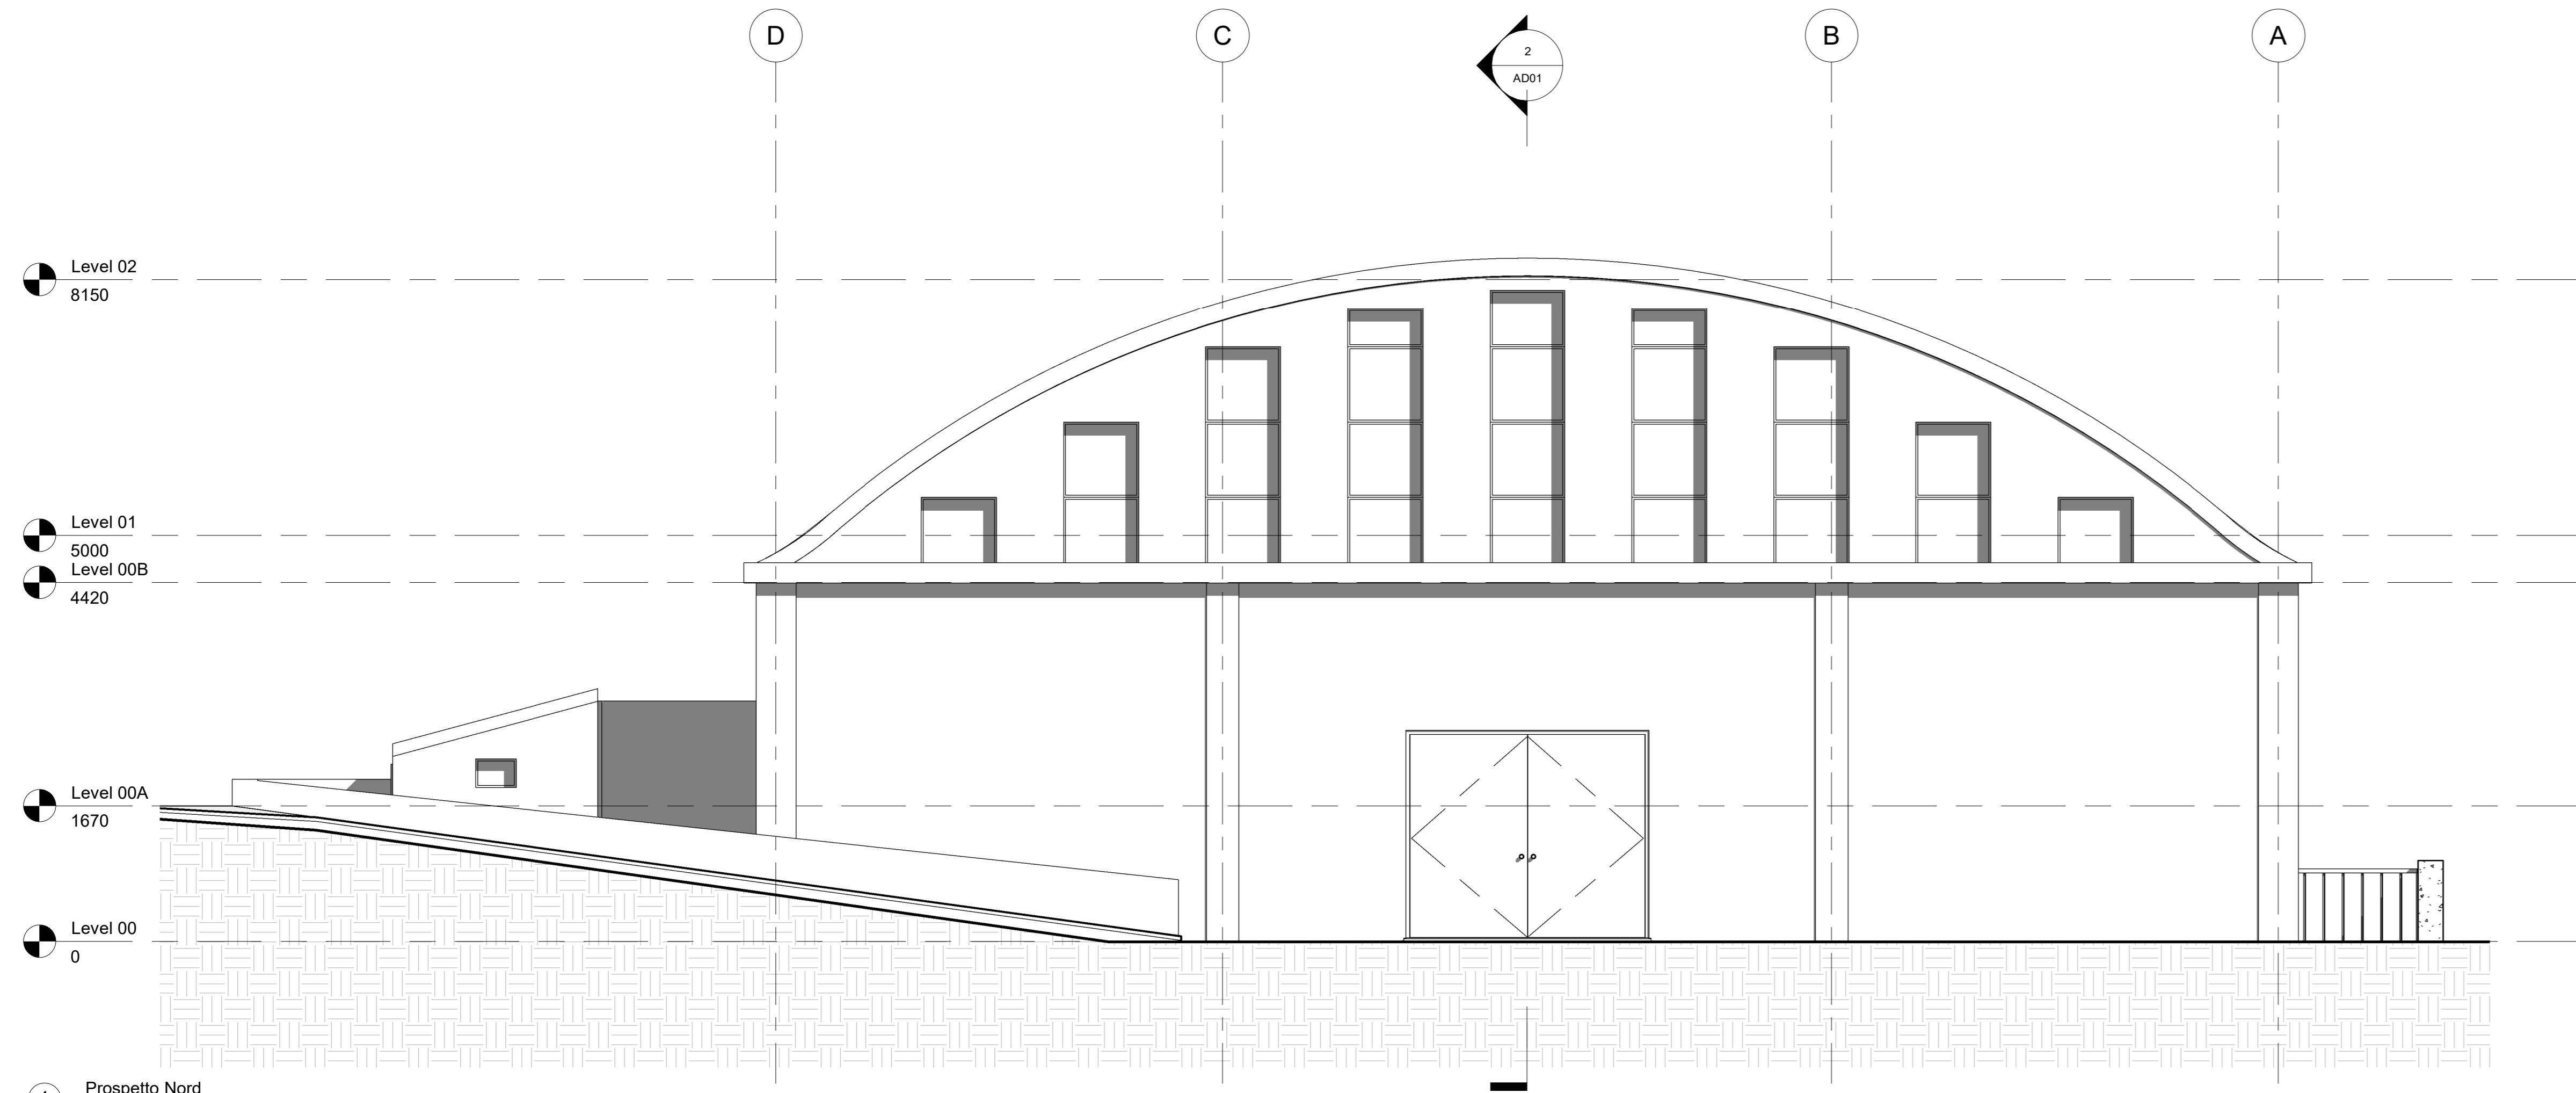 D
C
2
AD01
B
A
Level 02
8150
Level 01
5000
Level 00B
4420
Level 00A
1670
Level 00
0
Prospetto Nord